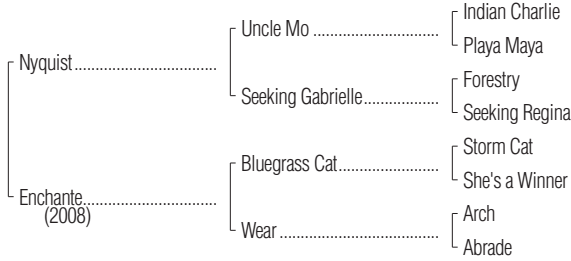 Indian Charlie
Uncle Mo ..................................
Playa Maya
Nyquist......................................
Forestry
Seeking Gabrielle....................
Seeking Regina
Storm Cat
Bluegrass Cat...........................
She's a Winner
Enchante....................................
(2008)
Arch
Wear ...........................................
Abrade